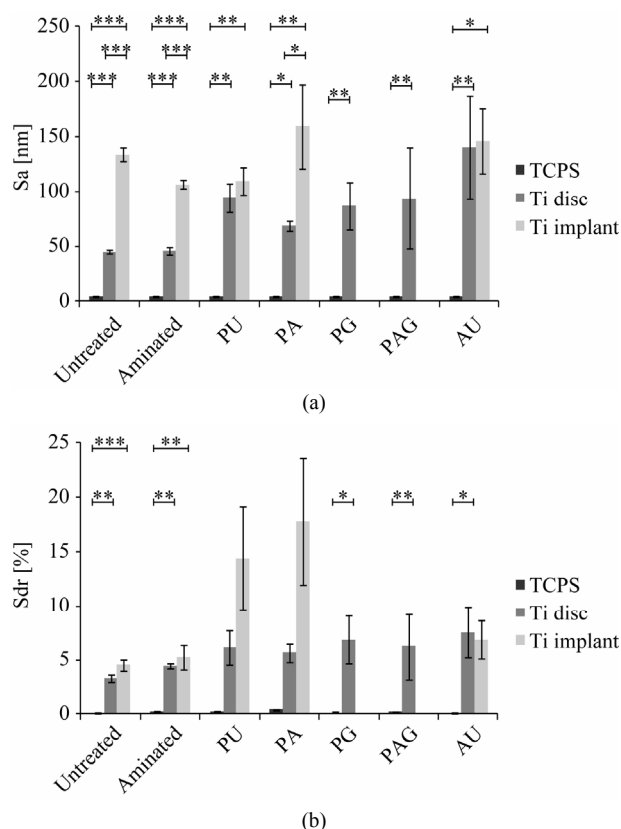 *** *** ** ** *
*** *** *
*** *** ** * ** ** **
250
200
150
100
50
0
Sa [nm]
TCPS
Ti disc
Ti implant
Untreated
Aminated
PU
PA
PG
PAG
AU
(a)
*** **
** ** * ** *
25
20
15
10
5
0
Sdr [%]
TCPS
Ti disc
Ti implant
Untreated
Aminated
PU
PA
PG
PAG
AU
(b)